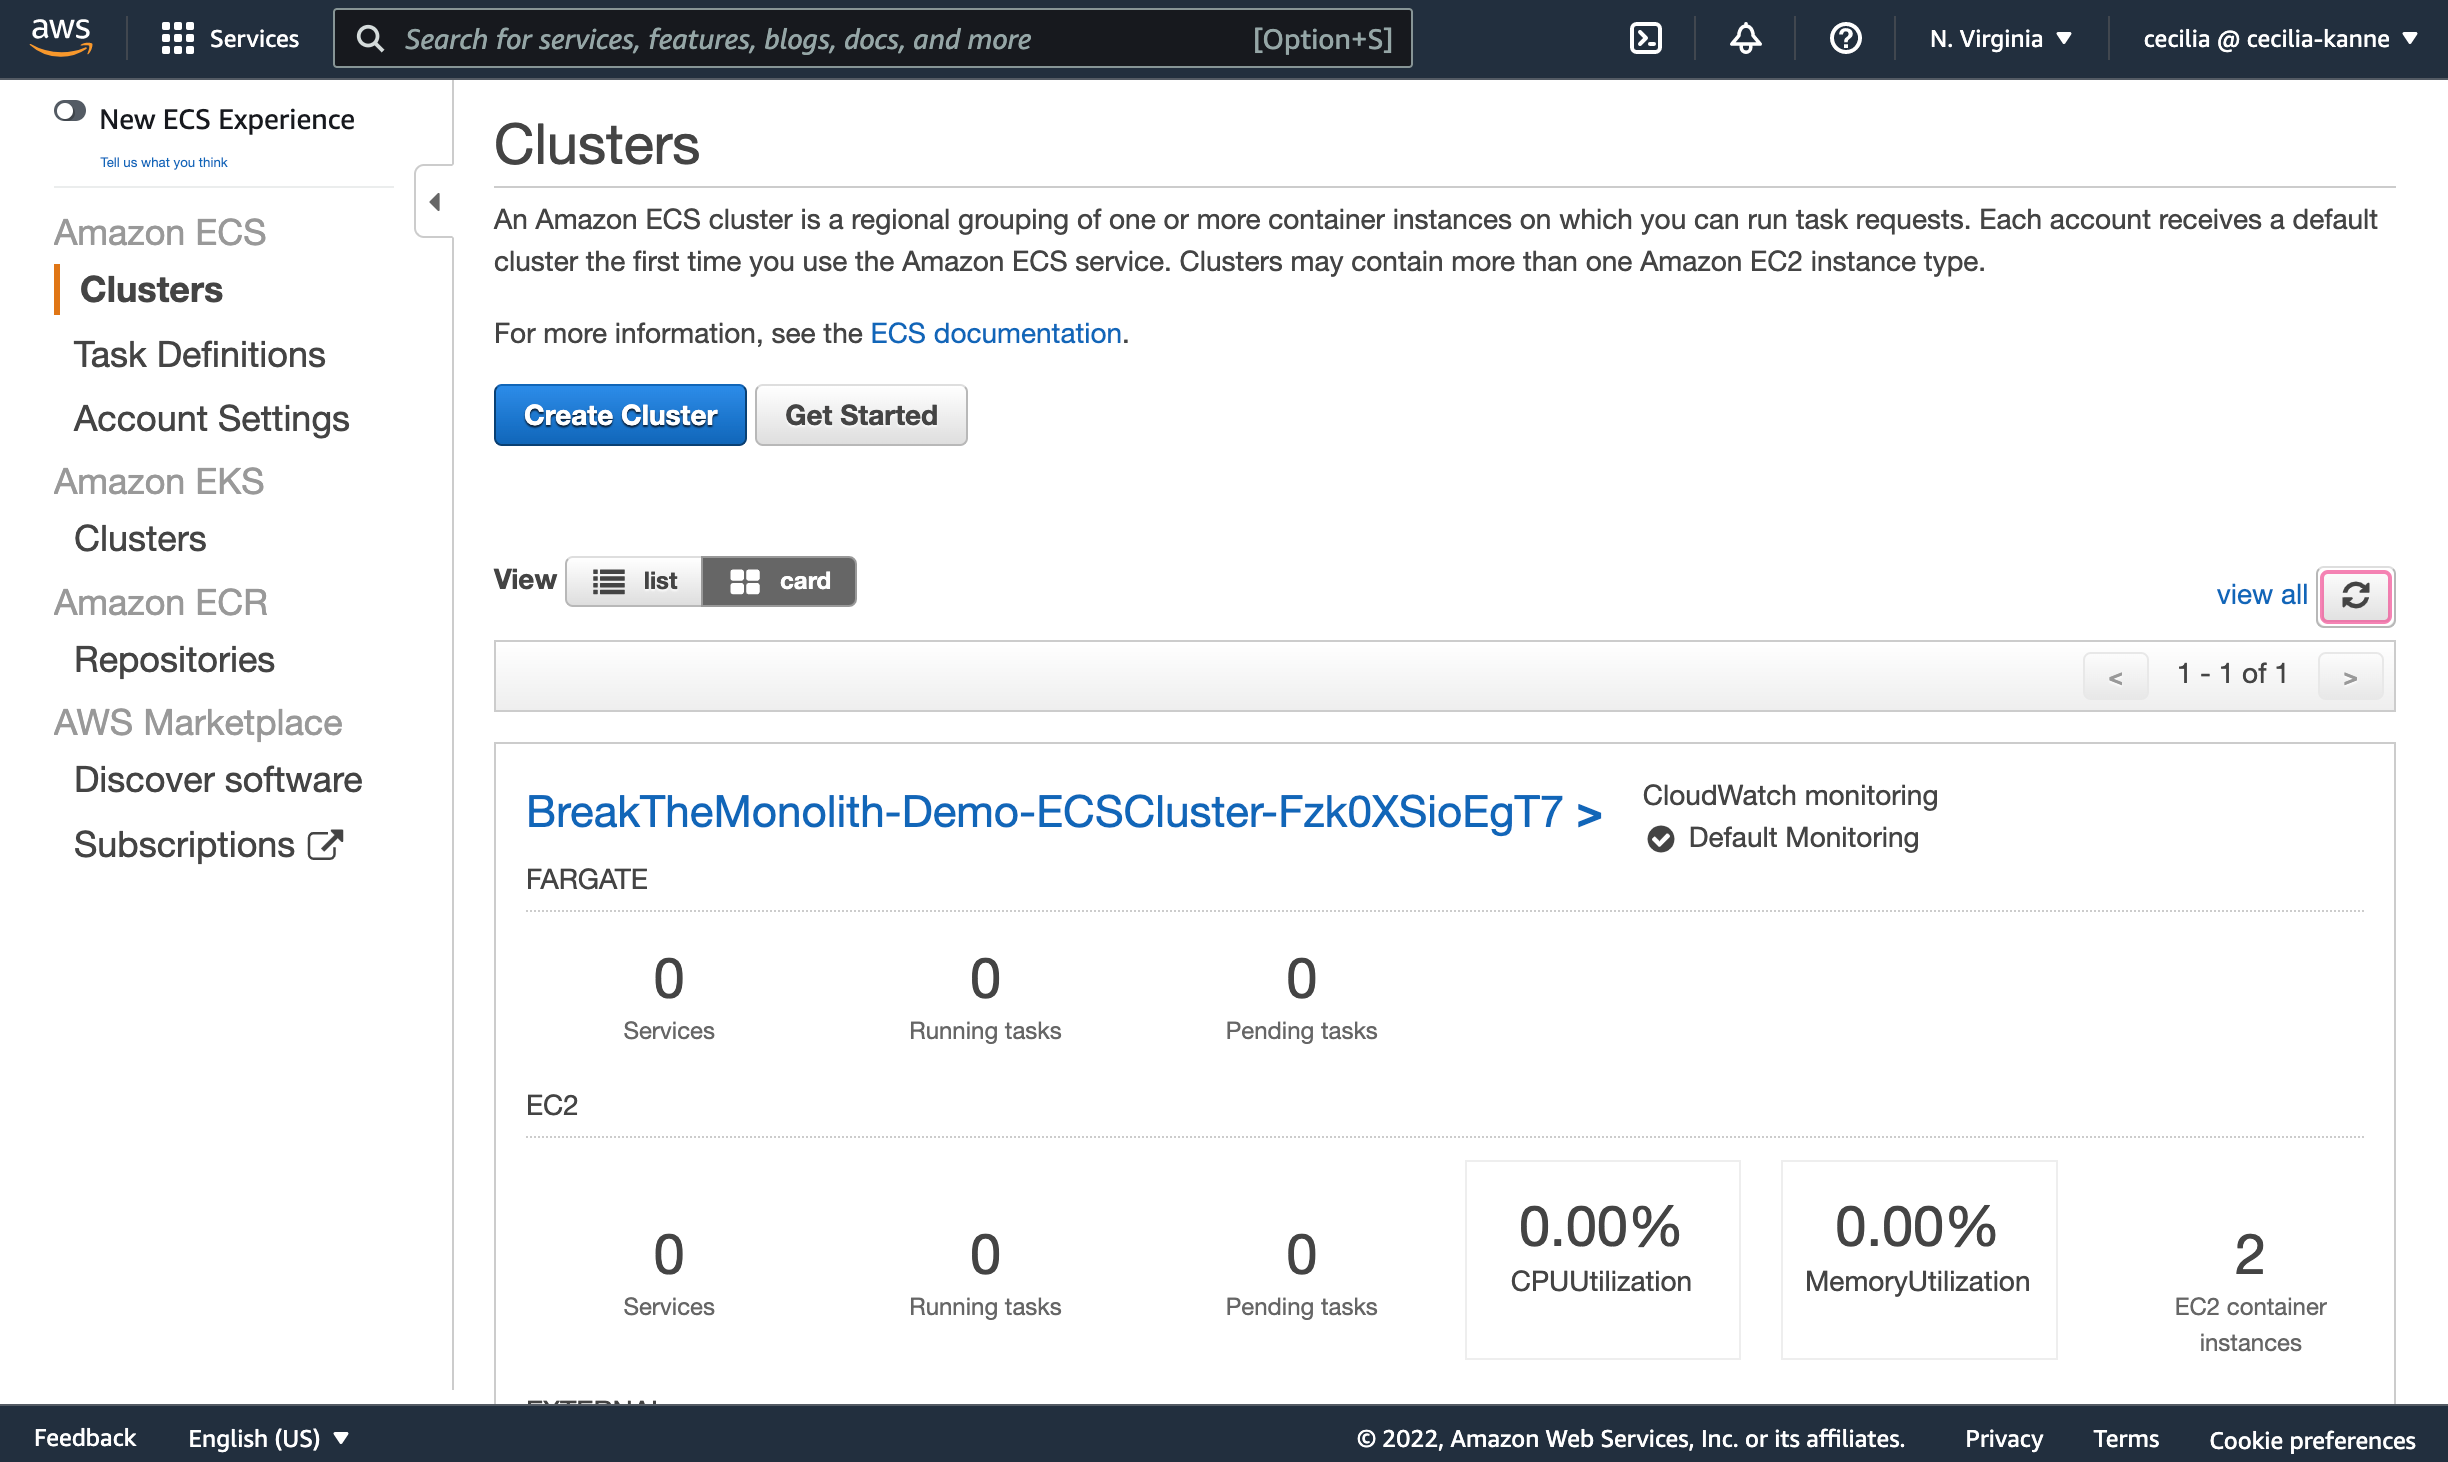 aws
Services
Search for services, features, blogs, docs, and more
[Option+S]
N. Virginia
cecilia @ cecilia-kanne
New ECS Experience
Tell us what you think
Amazon ECS
Clusters
Task Definitions
Account Settings
Amazon EKS
Clusters
Amazon ECR
Repositories
AWS Marketplace
Discover software
Subscriptions
Clusters
An Amazon ECS cluster is a regional grouping of one or more container instances on which you can run task requests. Each account receives a default
cluster the first time you use the Amazon ECS service. Clusters may contain more than one Amazon EC2 instance type.
For more information, see the ECS documentation.
Create Cluster
Get Started
View
list
card
view all
< 1 - 1 of 1 >
BreakTheMonolith-Demo-ECSCluster-Fzk0XSioEgT7 >
CloudWatch monitoring
Default Monitoring
FARGATE
0
Services
0
Running tasks
0
Pending tasks
EC2
0
Services
0
Running tasks
0
Pending tasks
0.00%
CPUUtilization
0.00%
MemoryUtilization
2
EC2 container
instances
EXTERNAL
Feedback
English (US)
© 2022, Amazon Web Services, Inc. or its affiliates.
Privacy
Terms
Cookie preferences